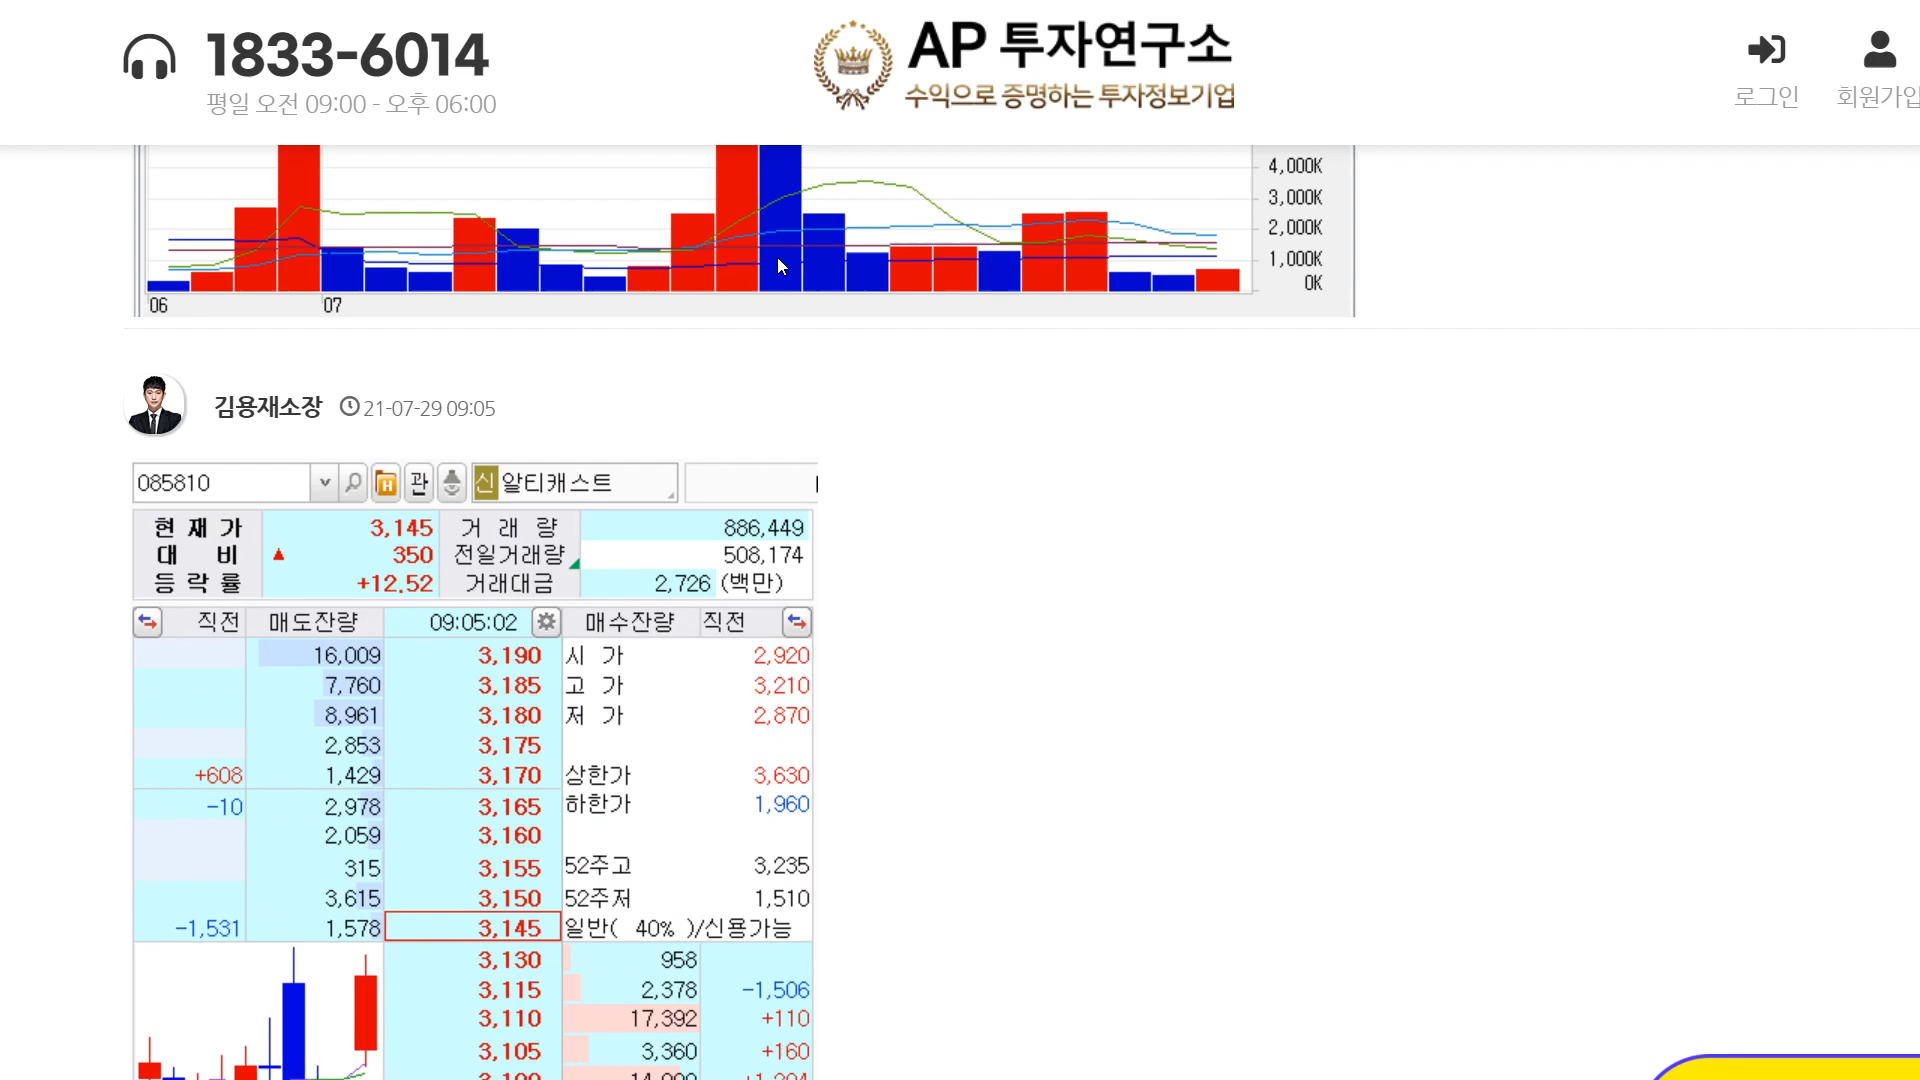 1833-6014
평일 오전 09:00 - 오후 06:00
AP 투자연구소
수익으로 증명하는 투자정보기업
로그인
회원가입
4,000K
3,000K
2,000K
1,000K
0K
06 07
김용재소장 21-07-29 09:05
085810 관 신 알티캐스트
현재가 3,145 거래량 886,449
대비 ▲ 350 전일거래량 508,174
등락률 +12.52 거래대금 2,726 (백만)
직전 매도잔량 09:05:02 매수잔량 직전
16,009 3,190 시가 2,920
7,760 3,185 고가 3,210
8,961 3,180 저가 2,870
2,853 3,175
+608 1,429 3,170 상한가 3,630
-10 2,978 3,165 하한가 1,960
2,059 3,160
315 3,155 52주고 3,235
3,615 3,150 52주저 1,510
-1,531 1,578 3,145 일반( 40% )/신용가능
3,130 958
3,115 2,378 -1,506
3,110 17,392 +110
3,105 3,360 +160